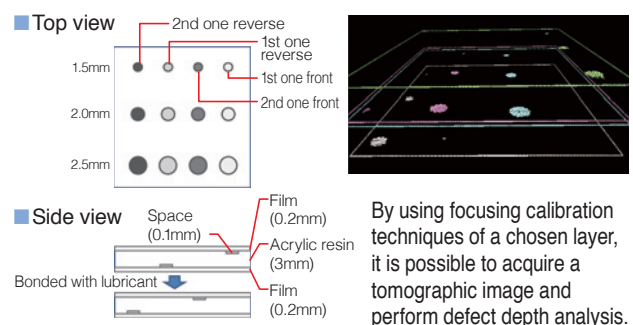 Top view
2nd one reverse
1st one
reverse
1st one front
2nd one front
1.5mm
2.0mm
2.5mm
Side view
Space
(0.1mm)
Film
(0.2mm)
Acrylic resin
(3mm)
Bonded with lubricant
Film
(0.2mm)
By using focusing calibration
techniques of a chosen layer,
it is possible to acquire a
tomographic image and
perform defect depth analysis.